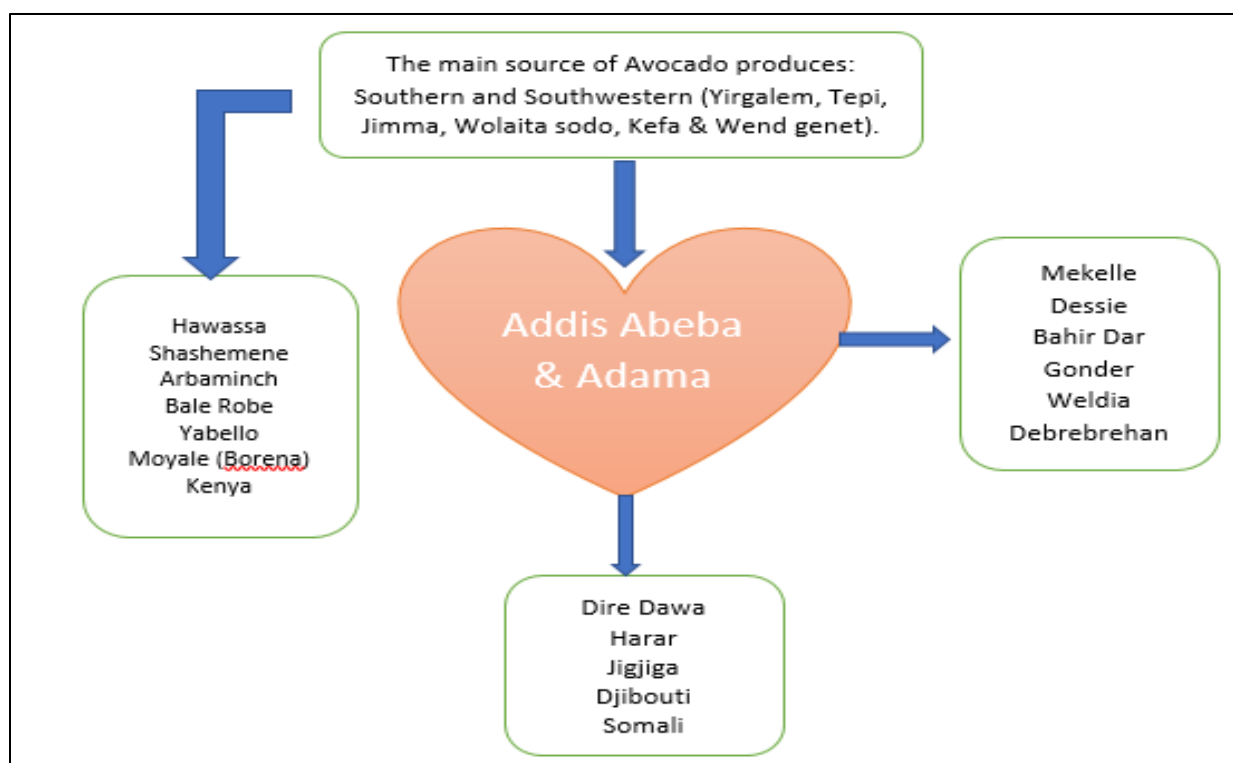 The main source of Avocado produces:
Southern and Southwestern (Yirgalem, Tepi,
Jimma, Wolaita sodo, Kefa & Wend genet).
Hawassa
Shashemene
Arbaminch
Bale Robe
Yabello
Moyale (Borena)
Kenya
Addis Abeba
& Adama
Mekelle
Dessie
Bahir Dar
Gonder
Weldia
Debrebrehan
Dire Dawa
Harar
Jigjiga
Djibouti
Somali